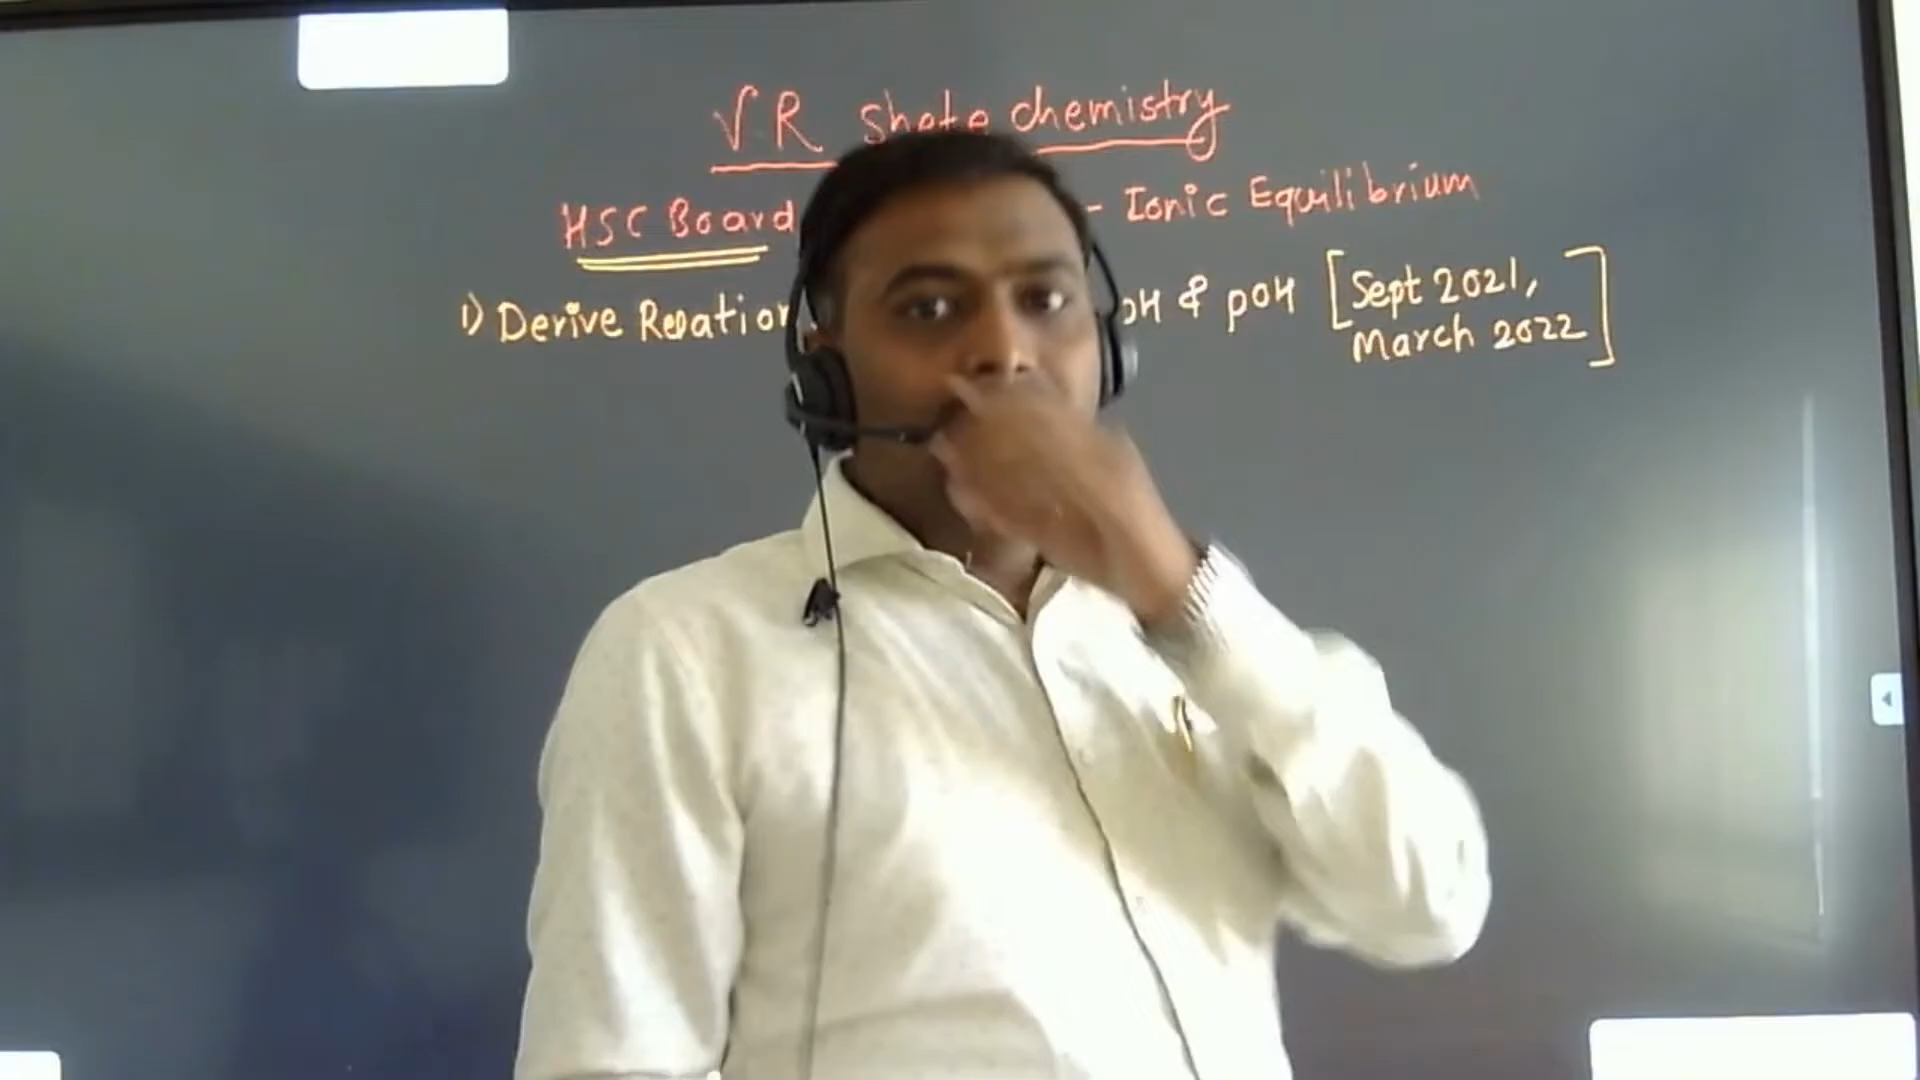 VR Shete chemistry
HSC Board - Ionic Equilibrium
1) Derive Relation pH & pOH [Sept 2021,
March 2022]